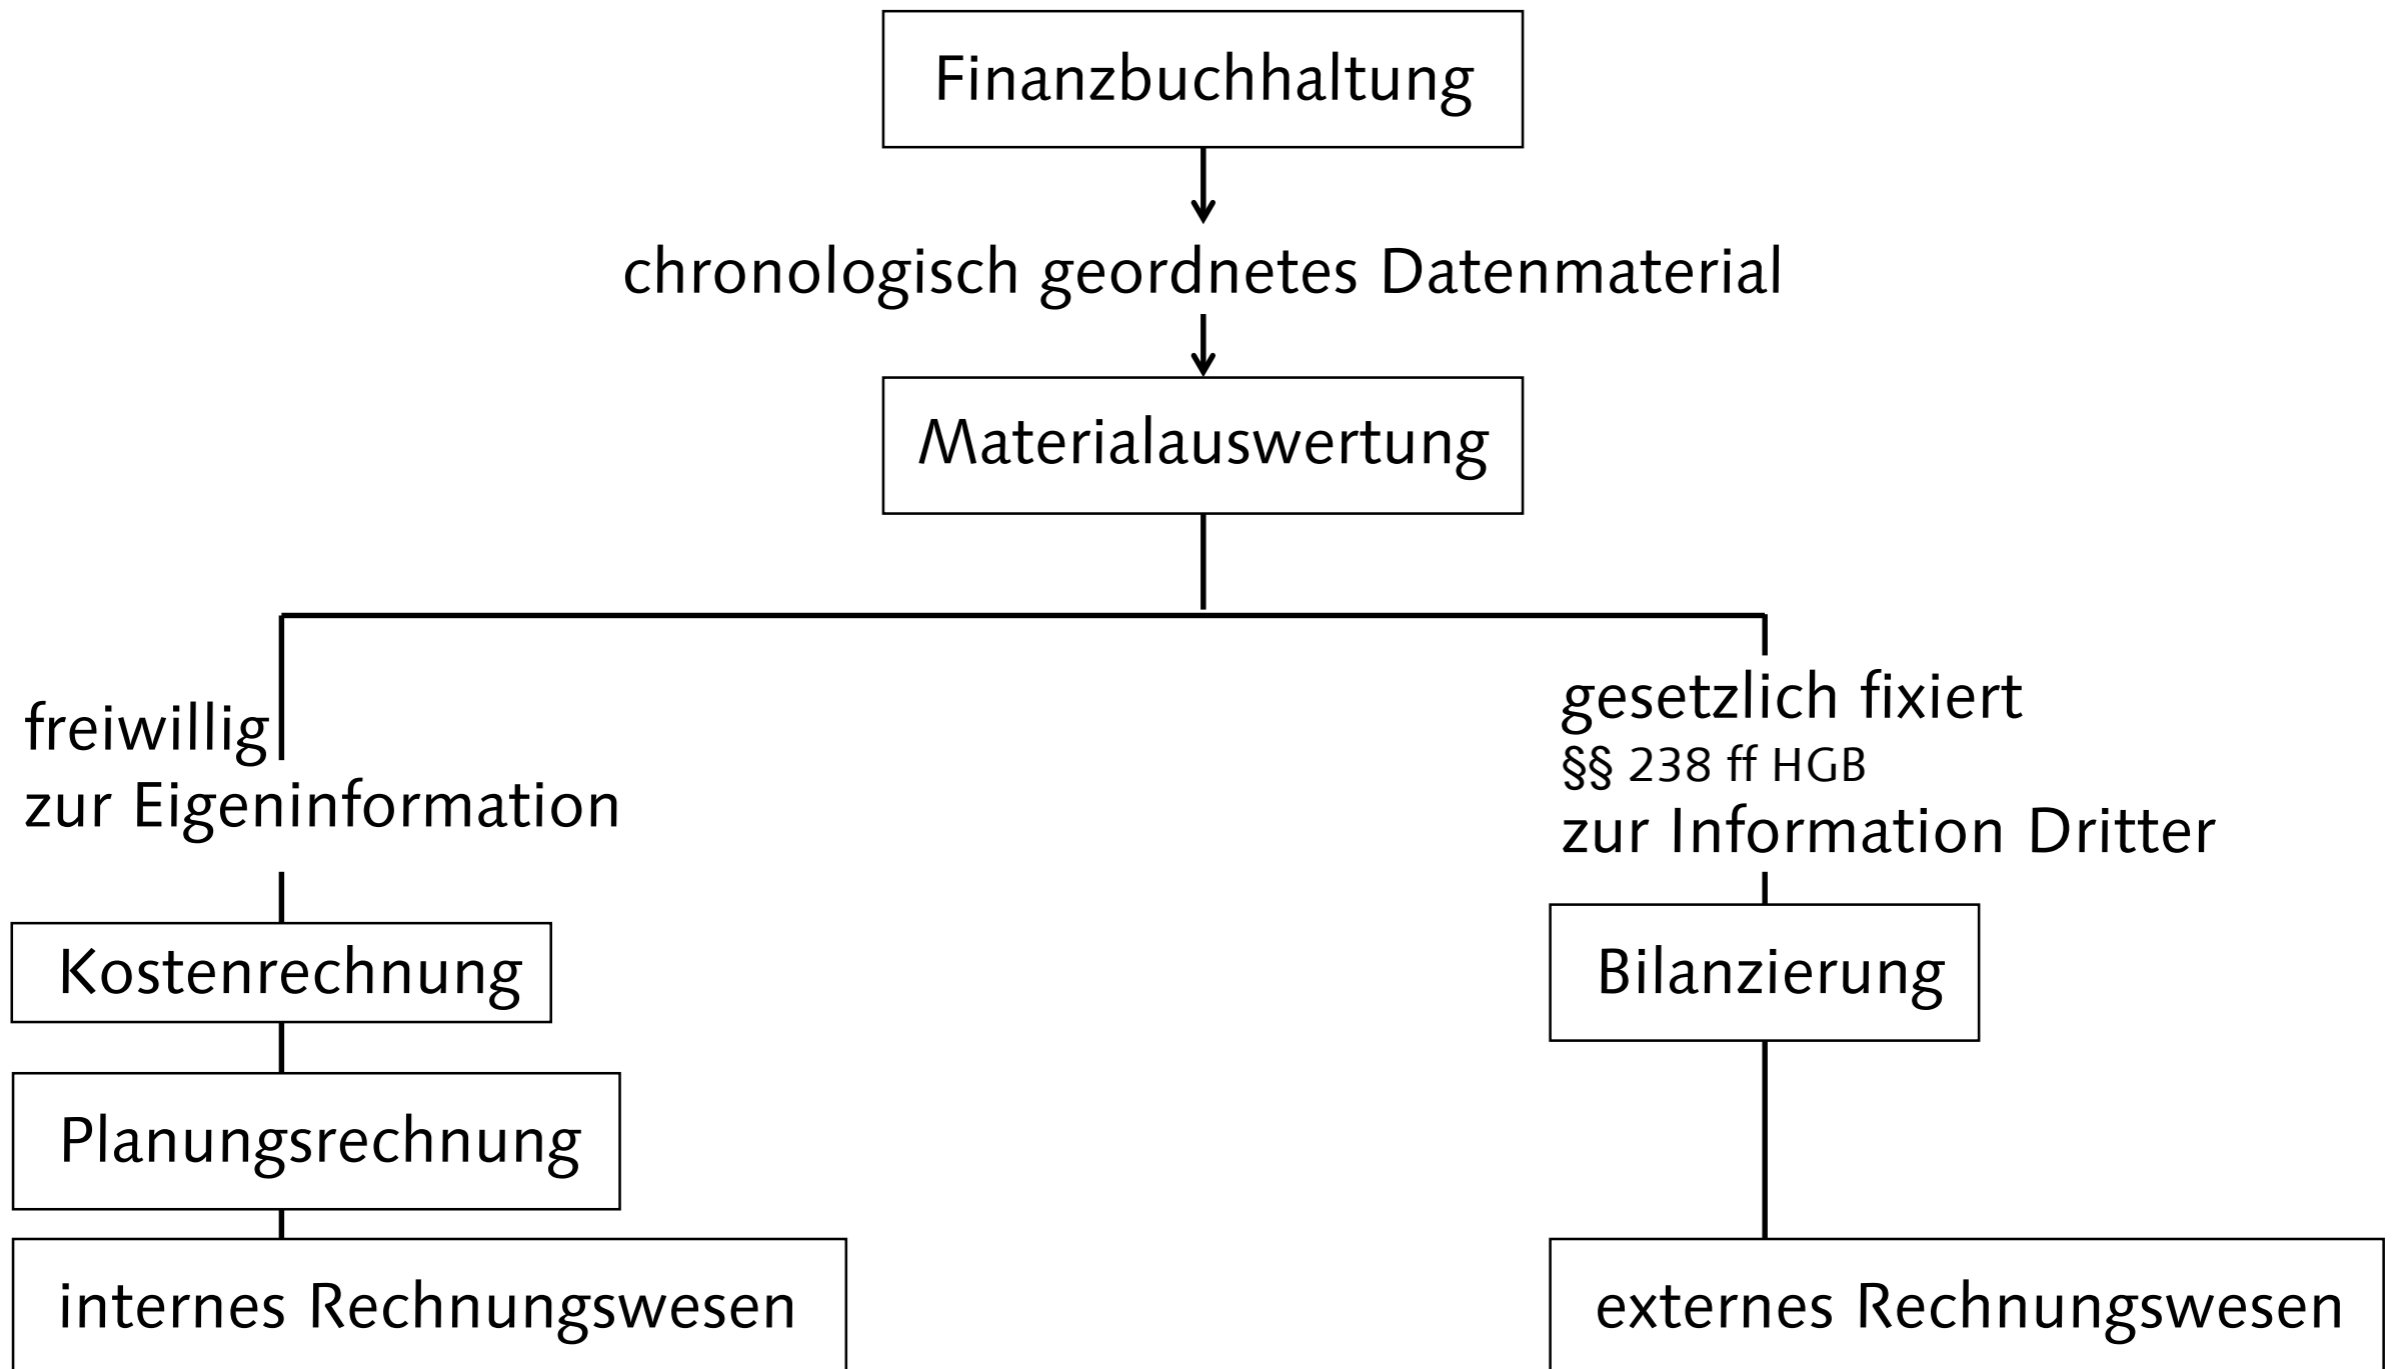 Finanzbuchhaltung
chronologisch geordnetes Datenmaterial
Materialauswertung
freiwillig
zur Eigeninformation
gesetzlich fixiert
§§ 238 ff HGB
zur Information Dritter
Kostenrechnung
Bilanzierung
Planungsrechnung
internes Rechnungswesen
externes Rechnungswesen